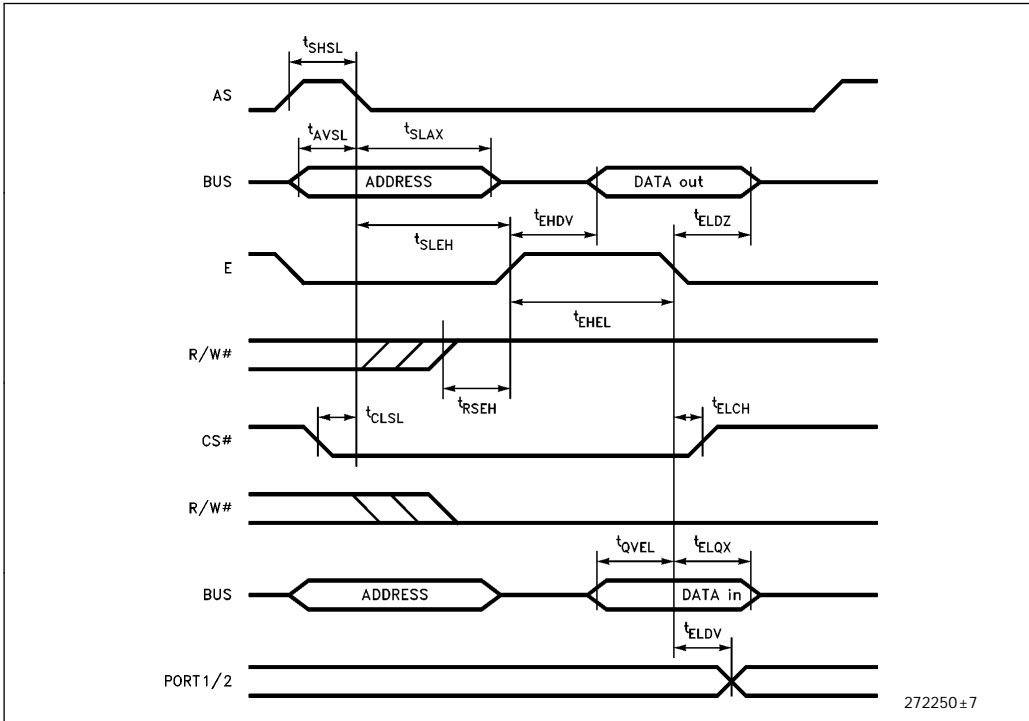 tSHSL
AS
tAVSL tSLAX
BUS ADDRESS DATA out
tSLEH tEHDV tELDZ
E
tEHEL
R/W#
tRSEH
tCLSL tELCH
CS#
R/W#
tQVEL tELQX
BUS ADDRESS DATA in
tELDV
PORT1/2
272250±7